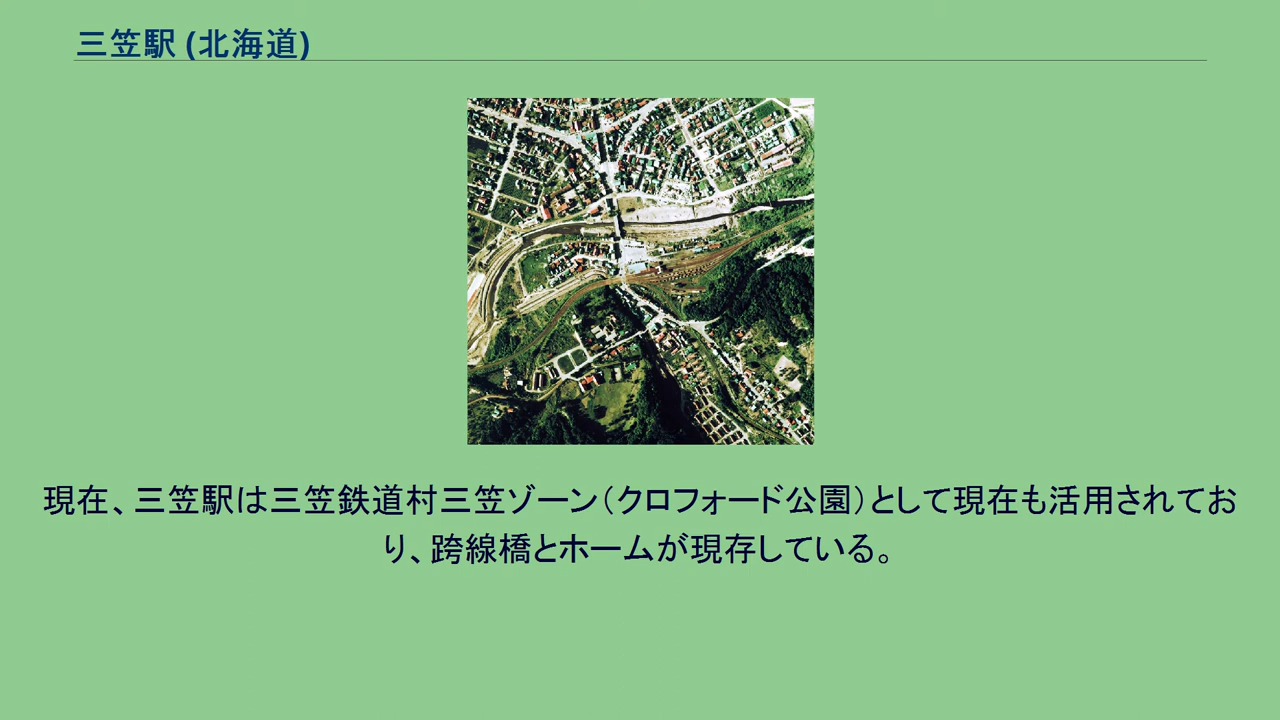 三笠駅 (北海道)
現在、三笠駅は三笠鉄道村三笠ゾーン（クロフォード公園）として現在も活用されてお
り、跨線橋とホームが現存している。